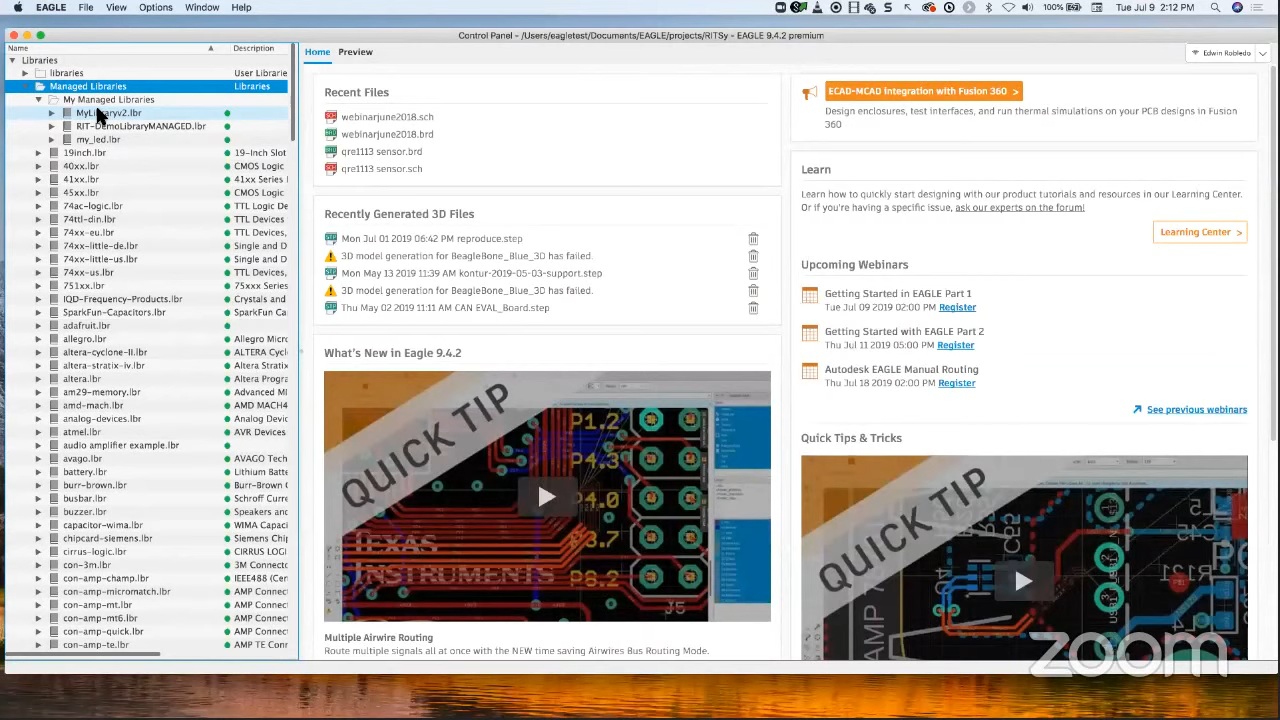 EAGLE File View Options Window Help
100% Tue Jul 9 2:12 PM
Control Panel - /Users/eagletest/Documents/EAGLE/projects/RITSy - EAGLE 9.4.2 premium
Name Description
Libraries
libraries User Librarie
Managed Libraries Libraries
My Managed Libraries
MyLibraryv2.lbr
RIT-DemoLibraryMANAGED.lbr
my_led.lbr
19inch.lbr 19-Inch Slot
40xx.lbr CMOS Logic
41xx.lbr 41xx Series
45xx.lbr CMOS Logic
74ac-logic.lbr TTL Logic De
74ttl-din.lbr TTL Devices
74xx-eu.lbr TTL Devices,
74xx-little-de.lbr Single and D
74xx-little-us.lbr Single and D
74xx-us.lbr TTL Devices,
751xx.lbr 75xxx Series
IQD-Frequency-Products.lbr Crystals and
SparkFun-Capacitors.lbr SparkFun Ca
adafruit.lbr
allegro.lbr Allegro Micro
altera-cyclone-II.lbr ALTERA Cycl
altera-stratix-iv.lbr Altera Stratix
altera.lbr Altera Progra
am29-memory.lbr Advanced Mi
amd-mach.lbr AMD MACH4
analog-devices.lbr Analog Device
atmel.lbr AVR Devices
audio amplifier example.lbr
avago.lbr AVAGO Tech
battery.lbr Lithium Batte
burr-brown.lbr Burr-Brown C
busbar.lbr Schroff Curre
buzzer.lbr Speakers and
capacitor-wima.lbr WIMA Capaci
chipcard-siemens.lbr Siemens Chip
cirrus-logic.lbr CIRRUS LOGI
con-3m.lbr 3M Connecto
con-amp-champ.lbr IEEE488 (Cen
con-amp-micromatch.lbr AMP Connect
con-amp-mt.lbr AMP Connect
con-amp-mt6.lbr AMP Connect
con-amp-quick.lbr AMP Connect
con-amp-te.lbr AMP TE Conn
Home Preview
Edwin Robledo
Recent Files
webinarjune2018.sch
webinarjune2018.brd
qre1113 sensor.brd
qre1113 sensor.sch
Recently Generated 3D Files
Mon Jul 01 2019 06:42 PM reproduce.step
3D model generation for BeagleBone_Blue_3D has failed.
Mon May 13 2019 11:39 AM kontur-2019-05-03-support.step
3D model generation for BeagleBone_Blue_3D has failed.
Thu May 02 2019 11:11 AM CAN EVAL_Board.step
What's New in Eagle 9.4.2
QUICK TIP
P1.2
P4.3
P4.0
P3.7
TEXAS
INSTRUMENTS
J5
Multiple Airwire Routing
Route multiple signals all at once with the NEW time saving Airwires Bus Routing Mode.
ECAD-MCAD Integration with Fusion 360 >
Design enclosures, test interfaces, and run thermal simulations on your PCB designs in Fusion
360
Learn
Learn how to quickly start designing with our product tutorials and resources in our Learning Center.
Or if you're having a specific issue, ask our experts on the forum!
Learning Center >
Upcoming Webinars
Getting Started in EAGLE Part 1
Tue Jul 09 2019 02:00 PM Register
Getting Started with EAGLE Part 2
Thu Jul 11 2019 05:00 PM Register
Autodesk EAGLE Manual Routing
Thu Jul 18 2019 02:00 PM Register
See previous webinars
Quick Tips & Tricks
QUICK TIP
zoom